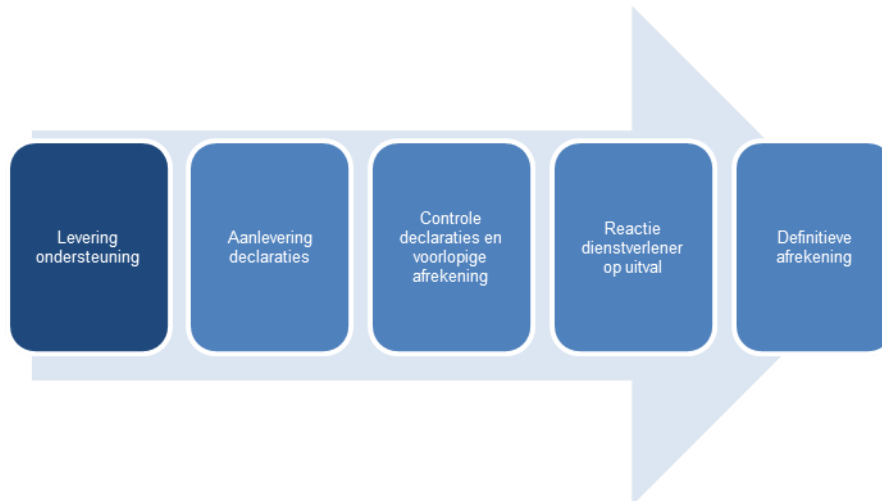 Levering
ondersteuning
Aanlevering
declaraties
Controle
declaraties en
voorlopige
afrekening
Reactie
dienstverlener
op uitval
Definitieve
afrekening